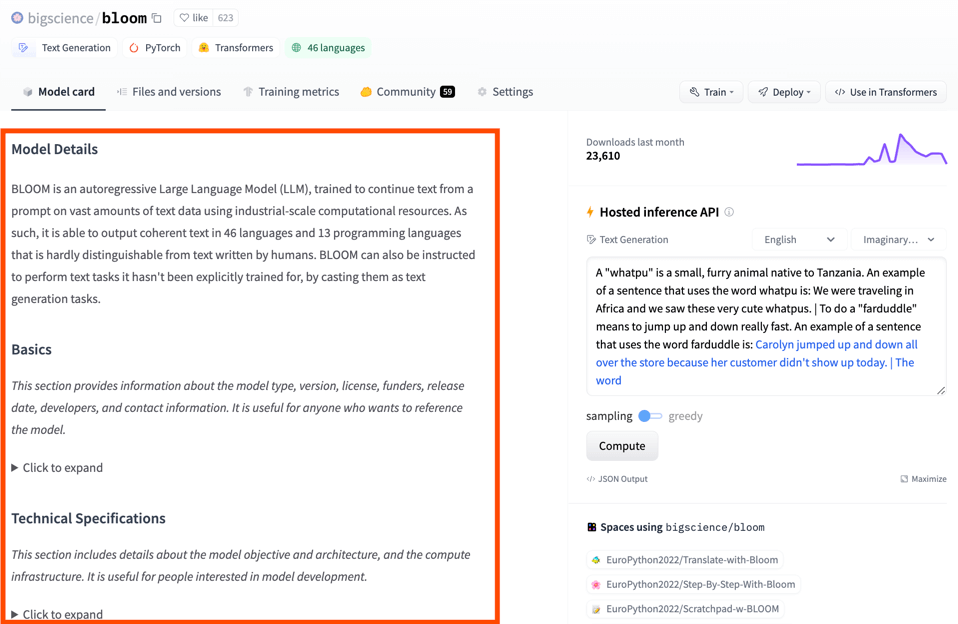 bigscience/bloom like 623
Text Generation PyTorch Transformers 46 languages
Model card Files and versions Training metrics Community 59 Settings
Train Deploy </> Use in Transformers
Model Details
BLOOM is an autoregressive Large Language Model (LLM), trained to continue text from a
prompt on vast amounts of text data using industrial-scale computational resources. As
such, it is able to output coherent text in 46 languages and 13 programming languages
that is hardly distinguishable from text written by humans. BLOOM can also be instructed
to perform text tasks it hasn't been explicitly trained for, by casting them as text
generation tasks.
Basics
This section provides information about the model type, version, license, funders, release
date, developers, and contact information. It is useful for anyone who wants to reference
the model.
Click to expand
Technical Specifications
This section includes details about the model objective and architecture, and the compute
infrastructure. It is useful for people interested in model development.
Click to expand
Downloads last month
23,610
Hosted inference API
Text Generation English Imaginary...
A "whatpu" is a small, furry animal native to Tanzania. An example
of a sentence that uses the word whatpu is: We were traveling in
Africa and we saw these very cute whatpus. | To do a "farduddle"
means to jump up and down really fast. An example of a sentence
that uses the word farduddle is: Carolyn jumped up and down all
over the store because her customer didn't show up today. | The
word
sampling greedy
Compute
</> JSON Output Maximize
Spaces using bigscience/bloom
EuroPython2022/Translate-with-Bloom
EuroPython2022/Step-By-Step-With-Bloom
EuroPython2022/Scratchpad-w-BLOOM